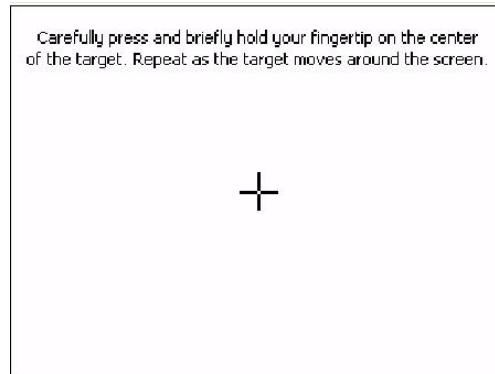 Carefully press and briefly hold your fingertip on the center
of the target. Repeat as the target moves around the screen.